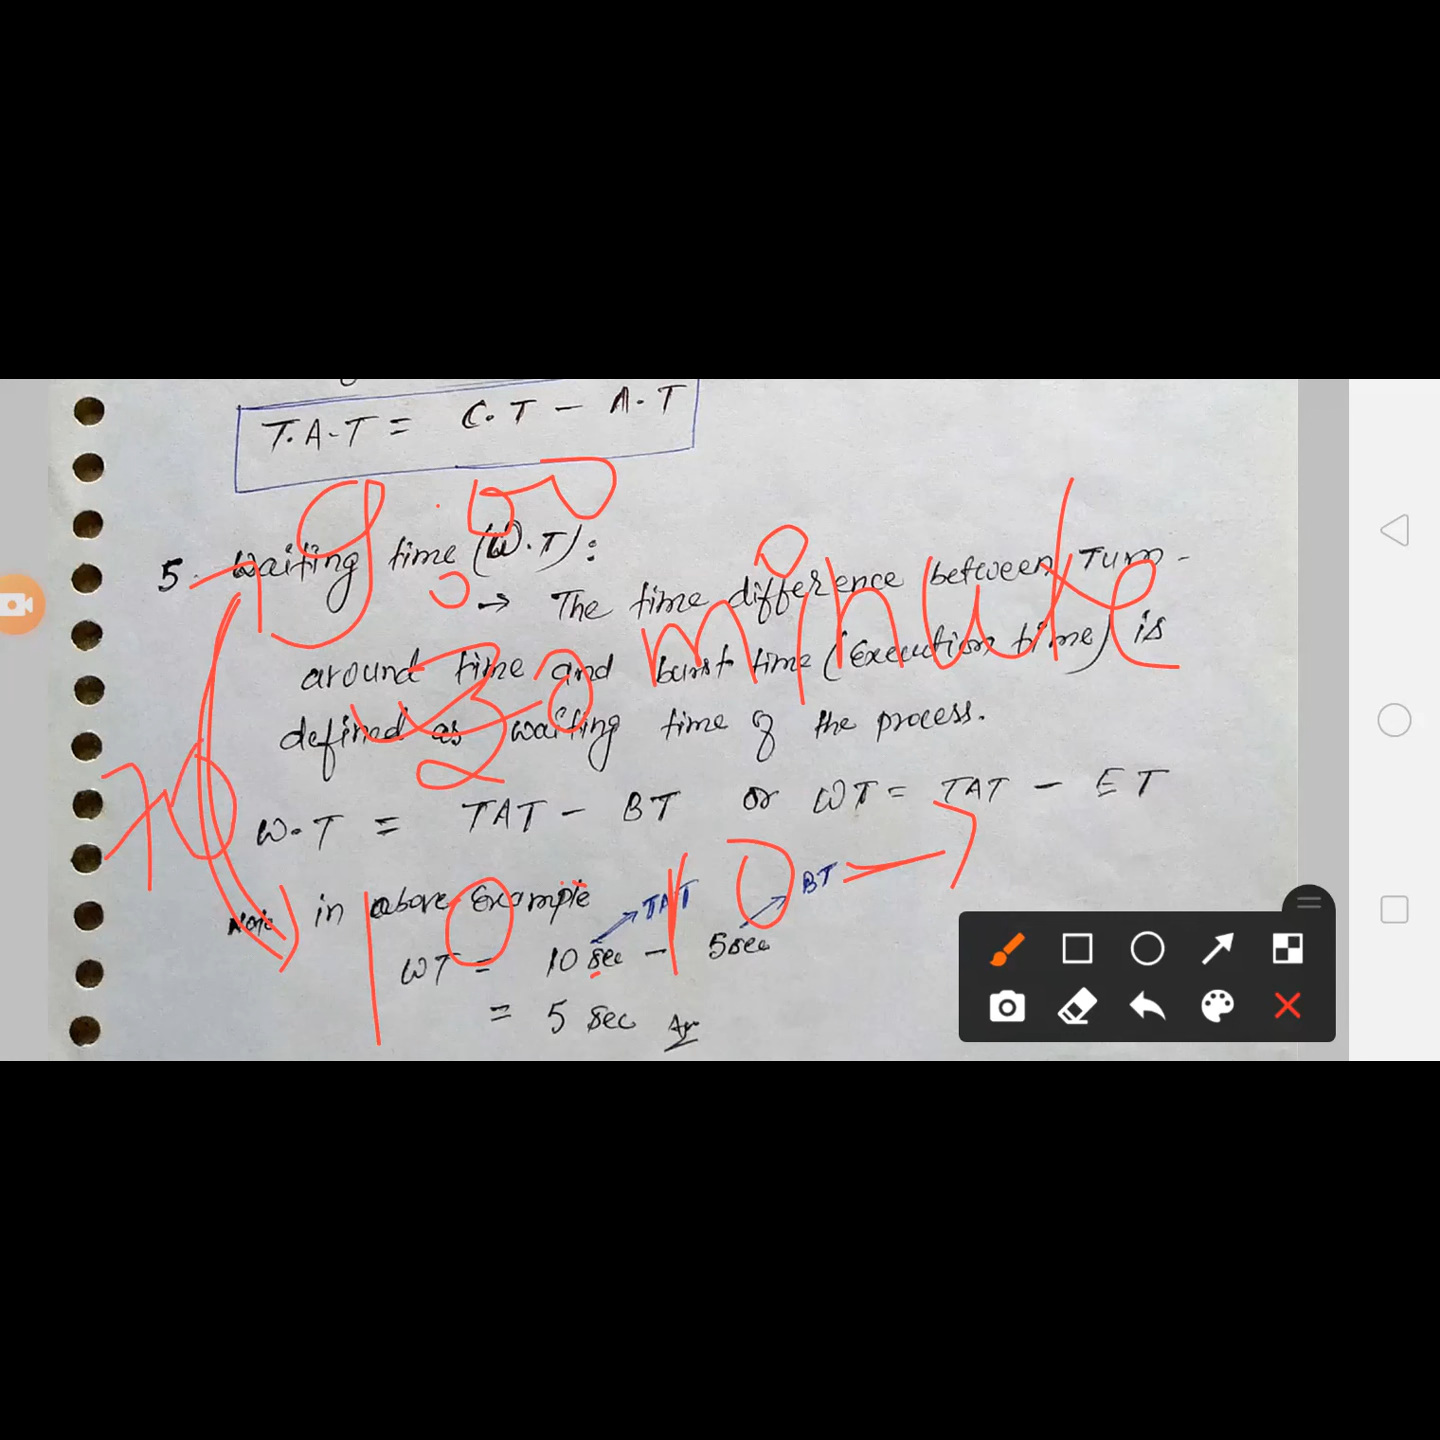 T.A.T = C.T - A.T
5. Waiting time (W.T):
→ The time difference between Turn-
around time and burst time (Execution time) is
defined as waiting time of the process.
W.T = TAT - BT or WT = TAT - ET
Note in above Example
TAT BT
WT = 10 sec - 5 sec
= 5 sec
9:00
30 minute
10 10